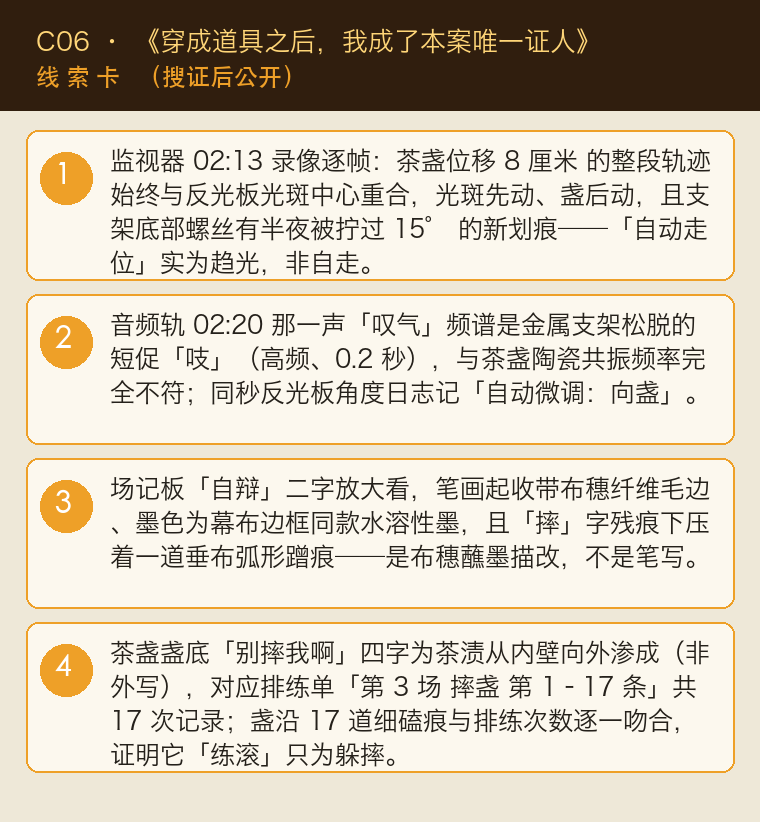 C06 · 《穿成道具之后，我成了本案唯一证人》
线 索 卡 （搜证后公开）
1
监视器 02:13 录像逐帧：茶盏位移 8 厘米 的整段轨迹
始终与反光板光斑中心重合，光斑先动、盏后动，且支
架底部螺丝有半夜被拧过 15° 的新划痕——「自动走
位」实为趋光，非自走。
2
音频轨 02:20 那一声「叹气」频谱是金属支架松脱的
短促「吱」（高频、0.2 秒），与茶盏陶瓷共振频率完
全不符；同秒反光板角度日志记「自动微调：向盏」。
3
场记板「自辩」二字放大看，笔画起收带布穗纤维毛边
、墨色为幕布边框同款水溶性墨，且「摔」字残痕下压
着一道垂布弧形蹭痕——是布穗蘸墨描改，不是笔写。
4
茶盏盏底「别摔我啊」四字为茶渍从内壁向外渗成（非
外写），对应排练单「第 3 场 摔盏 第 1 - 17 条」共
17 次记录；盏沿 17 道细磕痕与排练次数逐一吻合，
证明它「练滚」只为躲摔。